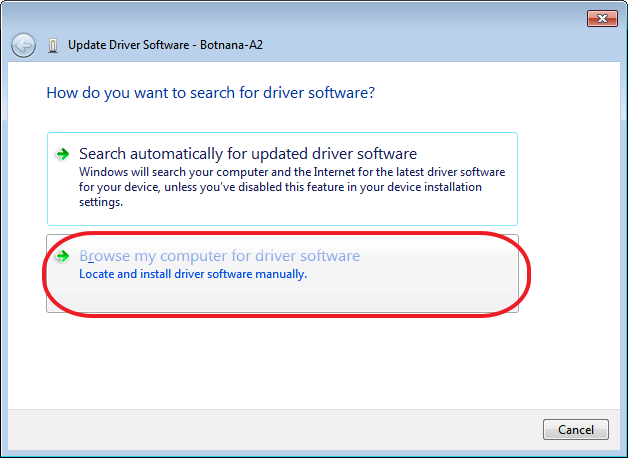 Update Driver Software - Botnana-A2
How do you want to search for driver software?
Search automatically for updated driver software
Windows will search your computer and the Internet for the latest driver software
for your device, unless you've disabled this feature in your device installation
settings.
Browse my computer for driver software
Locate and install driver software manually.
Cancel